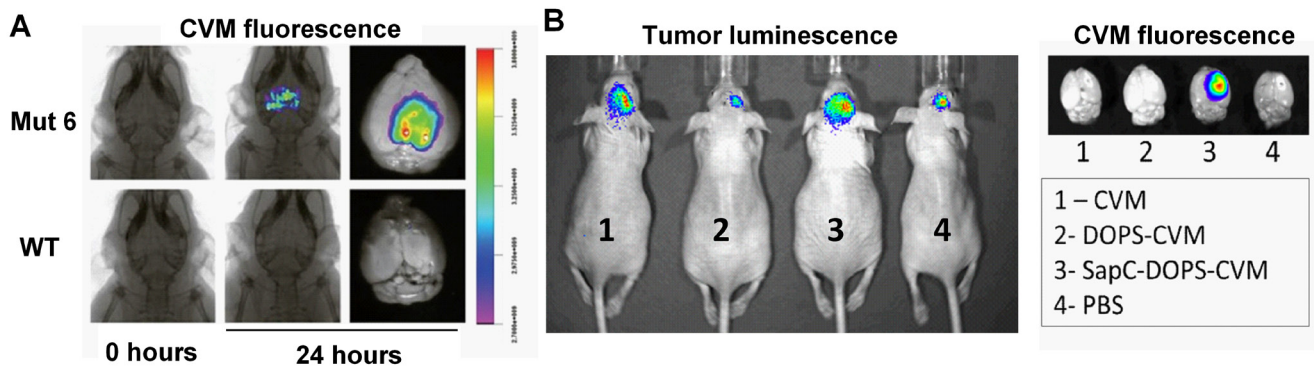 A
CVM fluorescence
Mut 6
WT
0 hours
24 hours
B
Tumor luminescence
1
2
3
4
CVM fluorescence
1
2
3
4
1 – CVM
2- DOPS-CVM
3- SapC-DOPS-CVM
4- PBS